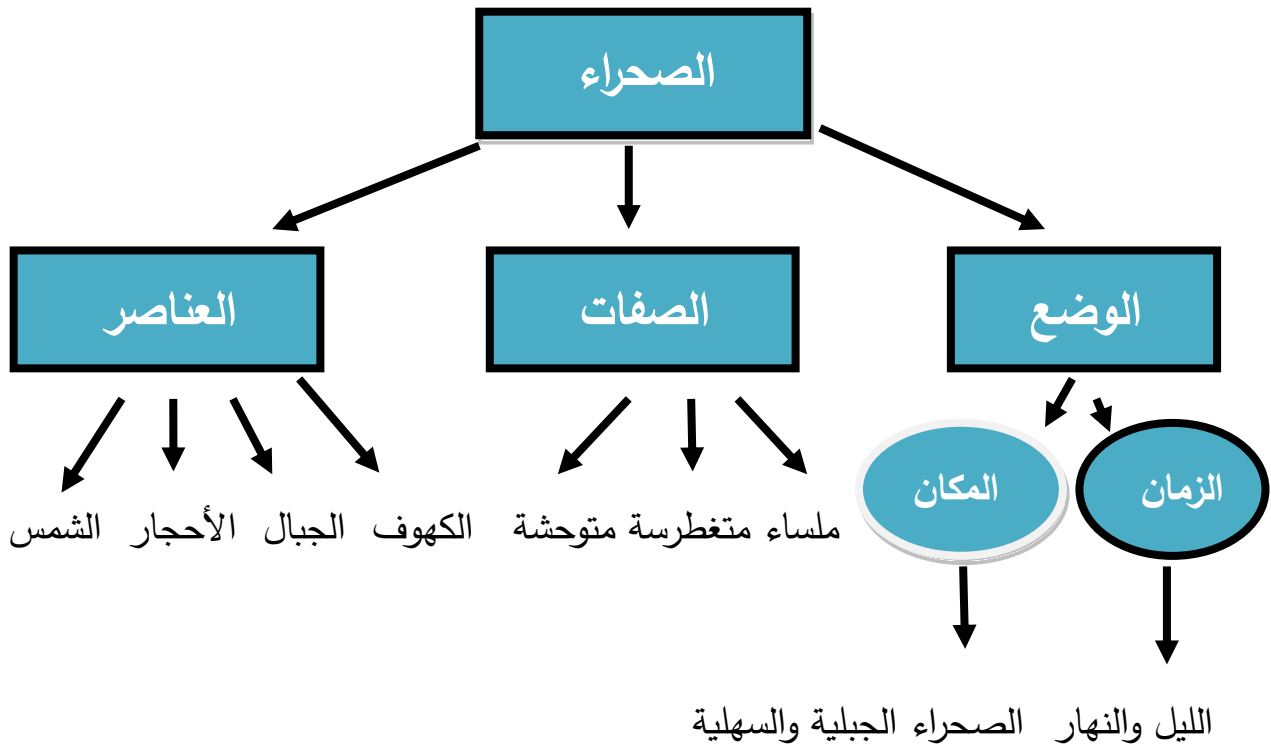 الصحراء
الوضع
الصفات
العناصر
الزمان
المكان
ملساء متغطرسة متوحشة
الكهوف الجبال الأحجار الشمس
الليل والنهار الصحراء الجبلية والسهلية